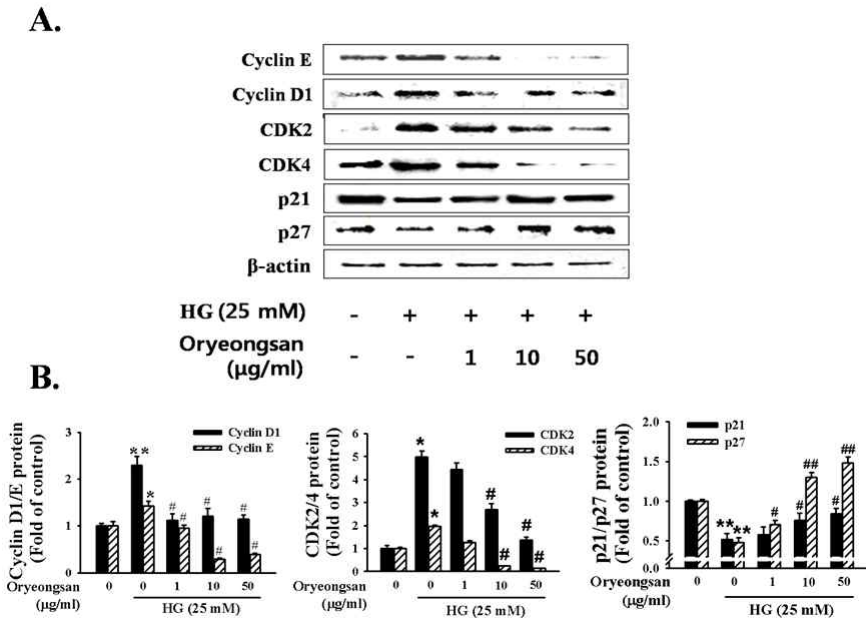 A.
Cyclin E
Cyclin D1
CDK2
CDK4
p21
p27
β-actin
HG (25 mM) - + + + +
Oryeongsan - - 1 10 50
(μg/ml)
B.
Cyclin D1/E protein
(Fold of control)
3
2
1
0
** * # # # # # #
Cyclin D1
Cyclin E
Oryeongsan 0 0 1 10 50
(μg/ml)
HG (25 mM)
CDK2/4 protein
(Fold of control)
6
5
4
3
2
1
0
* * # # # #
CDK2
CDK4
Oryeongsan 0 0 1 10 50
(μg/ml)
HG (25 mM)
p21/p27 protein
(Fold of control)
2.0
1.5
1.0
0.5
** ** # # ## # ##
p21
p27
Oryeongsan 0 0 1 10 50
(μg/ml)
HG (25 mM)